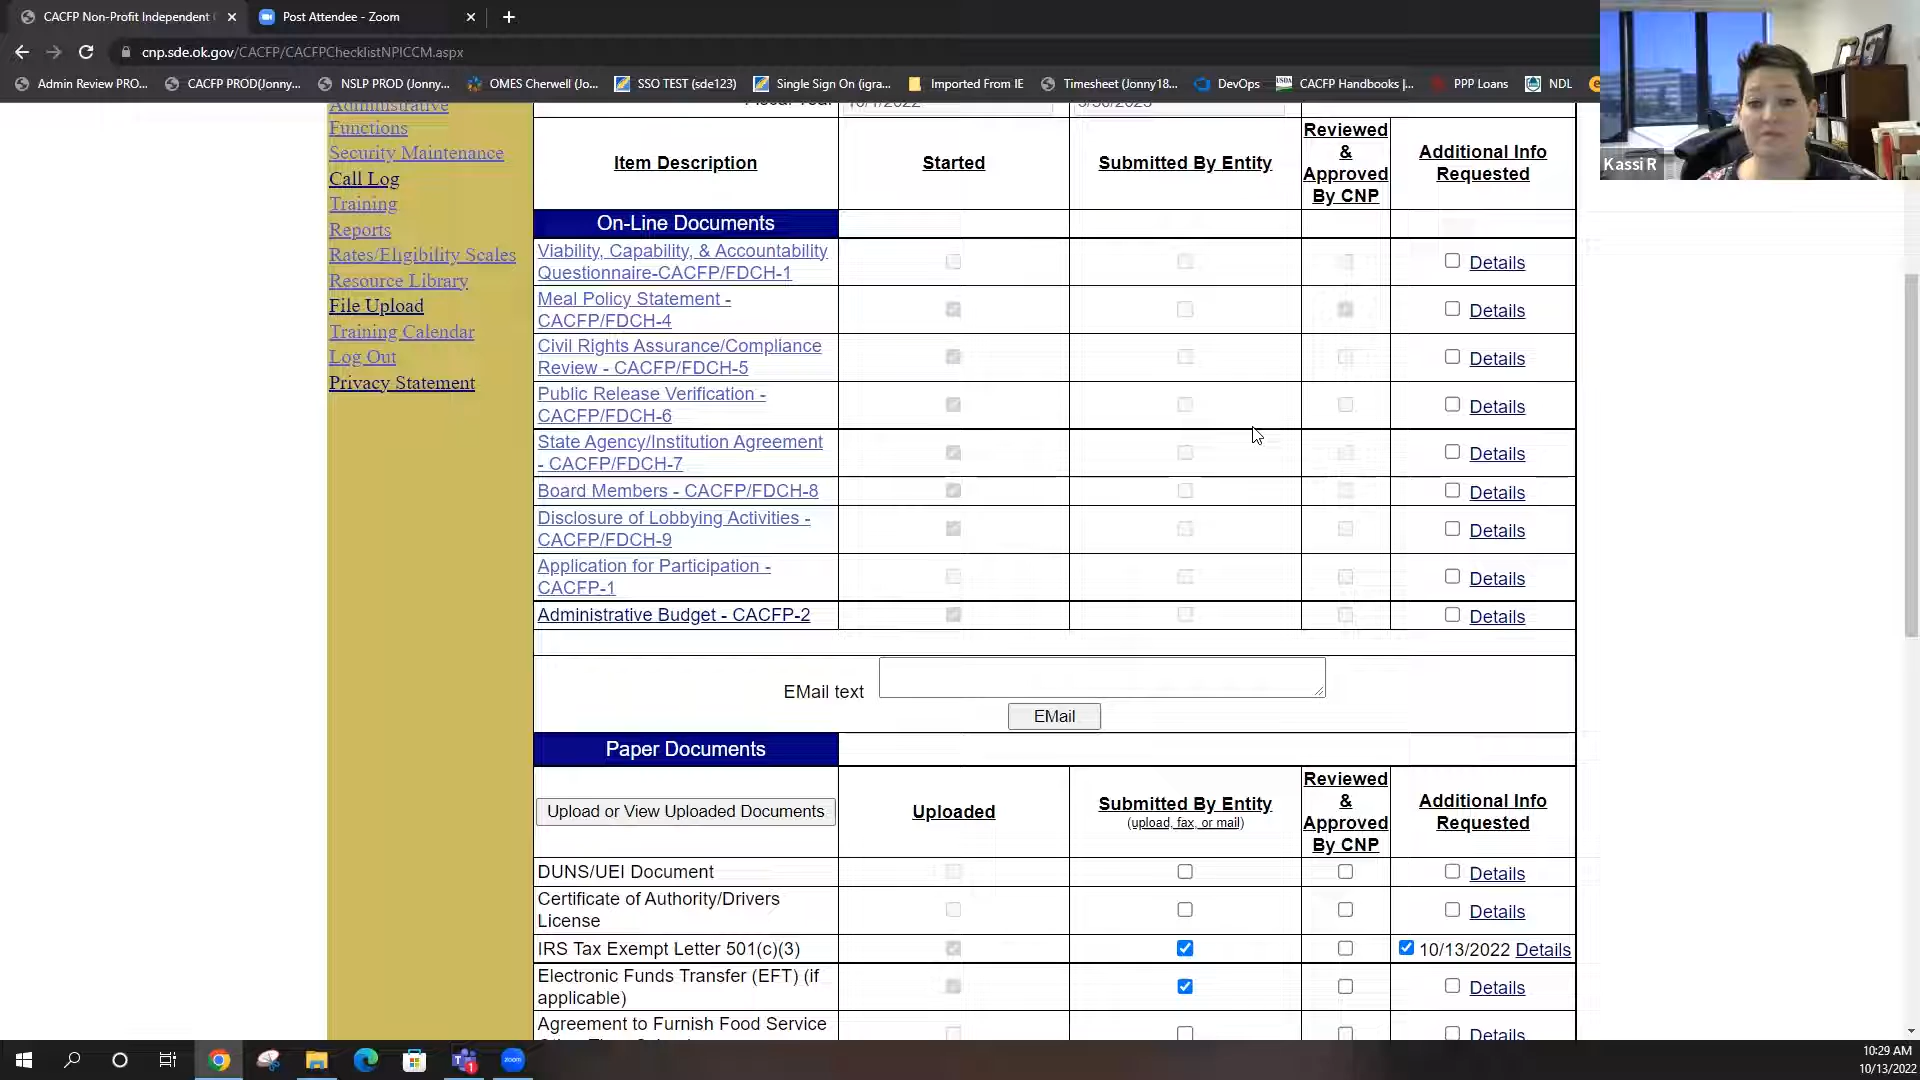 CACFP Non-Profit Independent
Post Attendee - Zoom
cnp.sde.ok.gov/CACFP/CACFPChecklistNPICCM.aspx
Admin Review PRO...
CACFP PROD(Jonny...
NSLP PROD (Jonny...
OMES Cherwell (Jo...
SSO TEST (sde123)
Single Sign On (igra...
Imported From IE
Timesheet (Jonny18...
DevOps
CACFP Handbooks |...
PPP Loans
NDL
Kassi R
Administrative
Functions
Security Maintenance
Call Log
Training
Reports
Rates/Eligibility Scales
Resource Library
File Upload
Training Calendar
Log Out
Privacy Statement
Fiscal Year
10/1/2022
Item Description
Started
Submitted By Entity
Reviewed
&
Approved
By CNP
Additional Info
Requested
On-Line Documents
Viability, Capability, & Accountability
Questionnaire-CACFP/FDCH-1
Details
Meal Policy Statement -
CACFP/FDCH-4
Details
Civil Rights Assurance/Compliance
Review - CACFP/FDCH-5
Details
Public Release Verification -
CACFP/FDCH-6
Details
State Agency/Institution Agreement
- CACFP/FDCH-7
Details
Board Members - CACFP/FDCH-8
Details
Disclosure of Lobbying Activities -
CACFP/FDCH-9
Details
Application for Participation -
CACFP-1
Details
Administrative Budget - CACFP-2
Details
EMail text
EMail
Paper Documents
Upload or View Uploaded Documents
Uploaded
Submitted By Entity
(upload, fax, or mail)
Reviewed
&
Approved
By CNP
Additional Info
Requested
DUNS/UEI Document
Details
Certificate of Authority/Drivers
License
Details
IRS Tax Exempt Letter 501(c)(3)
10/13/2022 Details
Electronic Funds Transfer (EFT) (if
applicable)
Details
Agreement to Furnish Food Service
Details
10:29 AM
10/13/2022